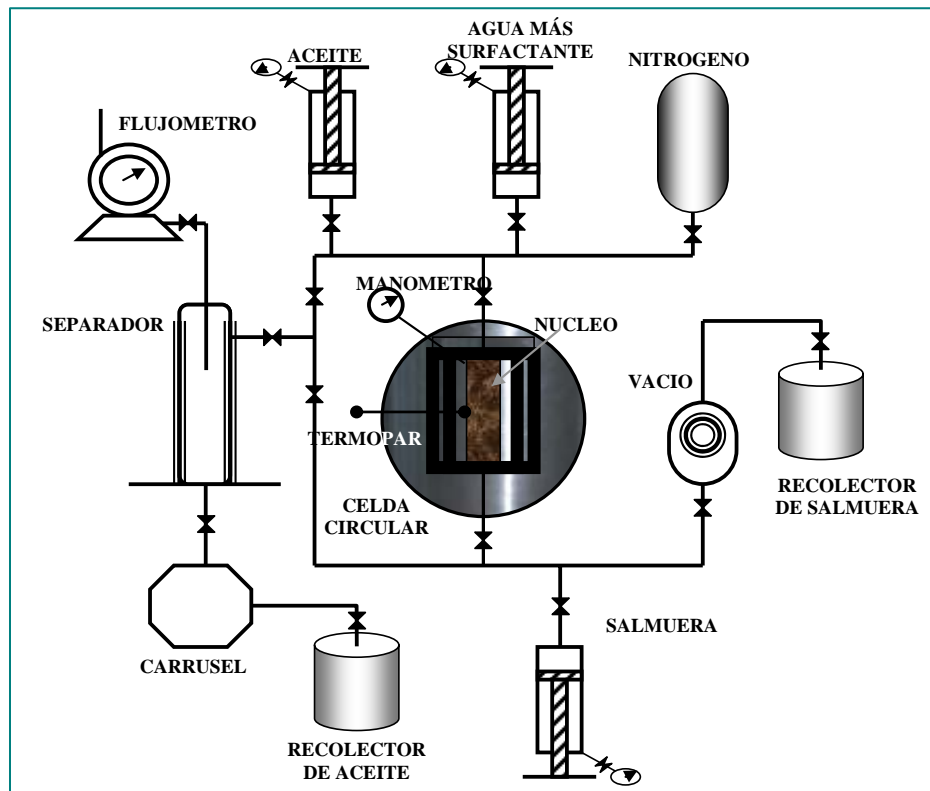 ACEITE
AGUA MÁS
SURFACTANTE
NITROGENO
FLUJOMETRO
MANOMETRO
SEPARADOR
NUCLEO
VACIO
TERMOPAR
CELDA
CIRCULAR
RECOLECTOR
DE SALMUERA
SALMUERA
CARRUSEL
RECOLECTOR
DE ACEITE